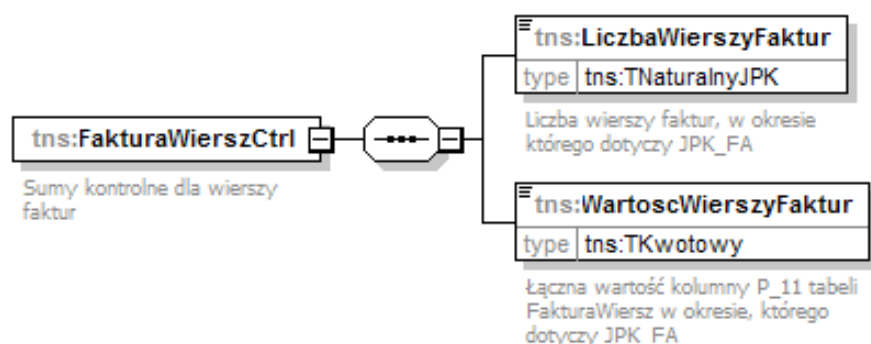 tns:FakturaWierszCtrl
Sumy kontrolne dla wierszy
faktur
tns:LiczbaWierszyFaktur
type tns:TNaturalnyJPK
Liczba wierszy faktur, w okresie
którego dotyczy JPK_FA
tns:WartoscWierszyFaktur
type tns:TKwotowy
Łączna wartość kolumny P_11 tabeli
FakturaWiersz w okresie, którego
dotyczy JPK_FA